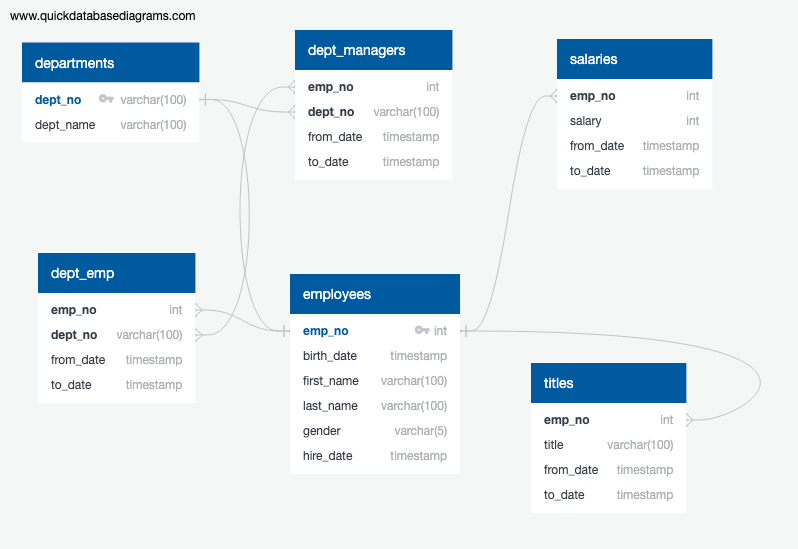 www.quickdatabasediagrams.com
departments
dept_no varchar(100)
dept_name varchar(100)
dept_managers
emp_no int
dept_no varchar(100)
from_date timestamp
to_date timestamp
salaries
emp_no int
salary int
from_date timestamp
to_date timestamp
dept_emp
emp_no int
dept_no varchar(100)
from_date timestamp
to_date timestamp
employees
emp_no int
birth_date timestamp
first_name varchar(100)
last_name varchar(100)
gender varchar(5)
hire_date timestamp
titles
emp_no int
title varchar(100)
from_date timestamp
to_date timestamp